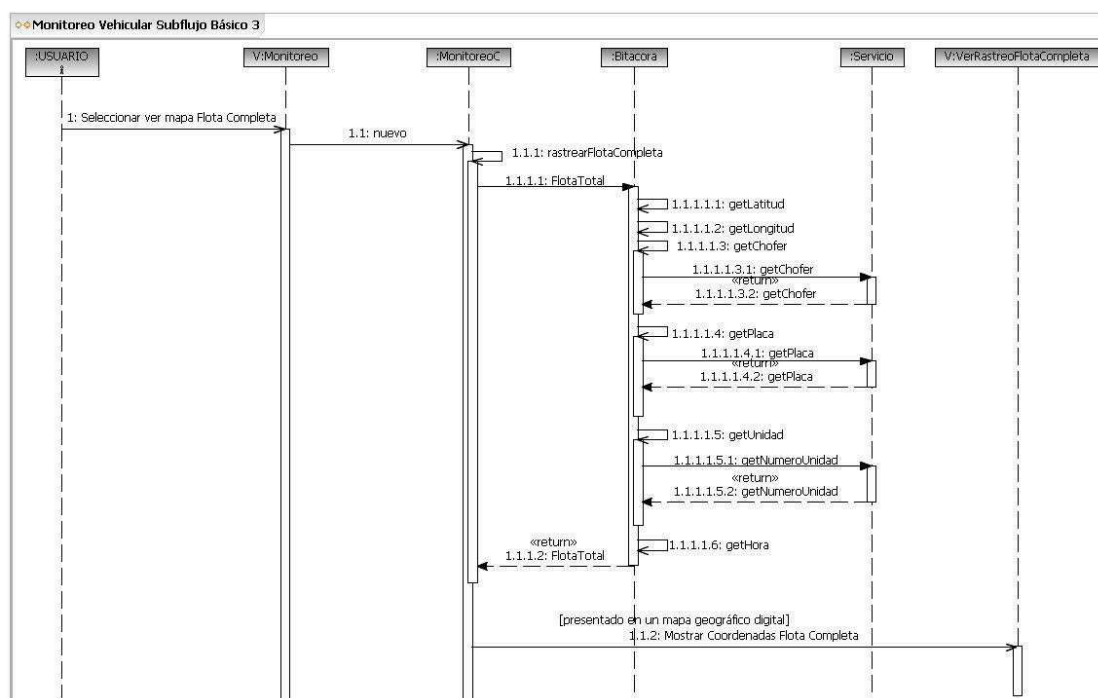 Monitoreo Vehicular Subflujo Básico 3
:USUARIO
V:Monitoreo
:MonitoreoC
:Bitacora
:Servicio
V:VerRastreoFlotaCompleta
1: Seleccionar ver mapa Flota Completa
1.1: nuevo
1.1.1: rastrearFlotaCompleta
1.1.1.1: FlotaTotal
1.1.1.1.1: getLatitud
1.1.1.1.2: getLongitud
1.1.1.1.3: getChofer
1.1.1.1.3.1: getChofer
«return»
1.1.1.1.3.2: getChofer
1.1.1.1.4: getPlaca
1.1.1.1.4.1: getPlaca
«return»
1.1.1.1.4.2: getPlaca
1.1.1.1.5: getUnidad
1.1.1.1.5.1: getNumeroUnidad
«return»
1.1.1.1.5.2: getNumeroUnidad
«return»
1.1.1.1.6: getHora
1.1.1.2: FlotaTotal
[presentado en un mapa geográfico digital]
1.1.2: Mostrar Coordenadas Flota Completa